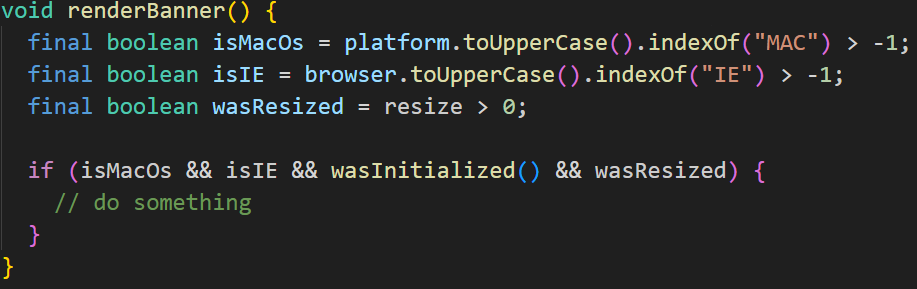 void renderBanner() {
  final boolean isMacOs = platform.toUpperCase().indexOf("MAC") > -1;
  final boolean isIE = browser.toUpperCase().indexOf("IE") > -1;
  final boolean wasResized = resize > 0;

  if (isMacOs && isIE && wasInitialized() && wasResized) {
    // do something
  }
}